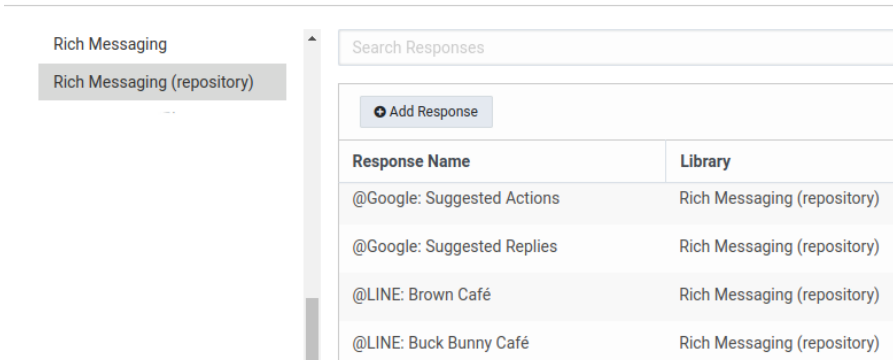 Rich Messaging
Rich Messaging (repository)
Search Responses
Add Response
Response Name Library
@Google: Suggested Actions Rich Messaging (repository)
@Google: Suggested Replies Rich Messaging (repository)
@LINE: Brown Café Rich Messaging (repository)
@LINE: Buck Bunny Café Rich Messaging (repository)